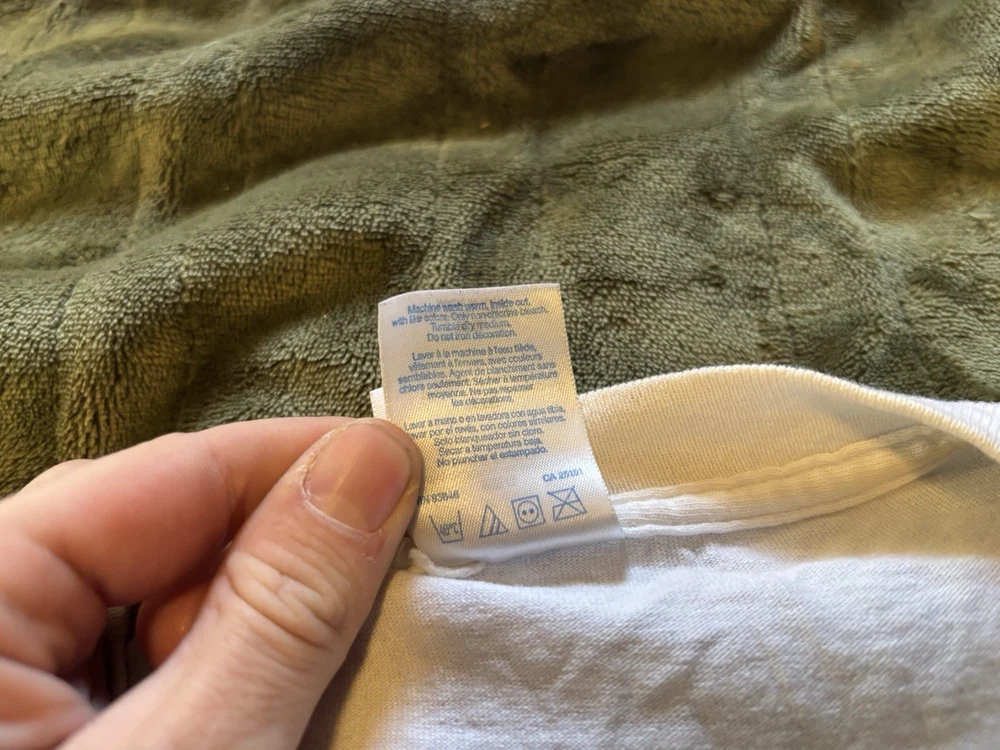 Machine wash warm, inside out,
with like colors. Only non-chlorine bleach.
Tumble dry medium.
Do not iron decoration.
Laver à la machine à l'eau tiède,
vêtement à l'envers, avec couleurs
semblables. Agent de blanchiment sans
chlore seulement. Sécher à température
moyenne. Ne pas repasser
les décorations.
Lavar a mano o en lavadora con agua tibia,
por el revés, con colores similares.
Solo blanqueador sin cloro.
Secar a temperatura baja.
No planchar el estampado.
CA 25151